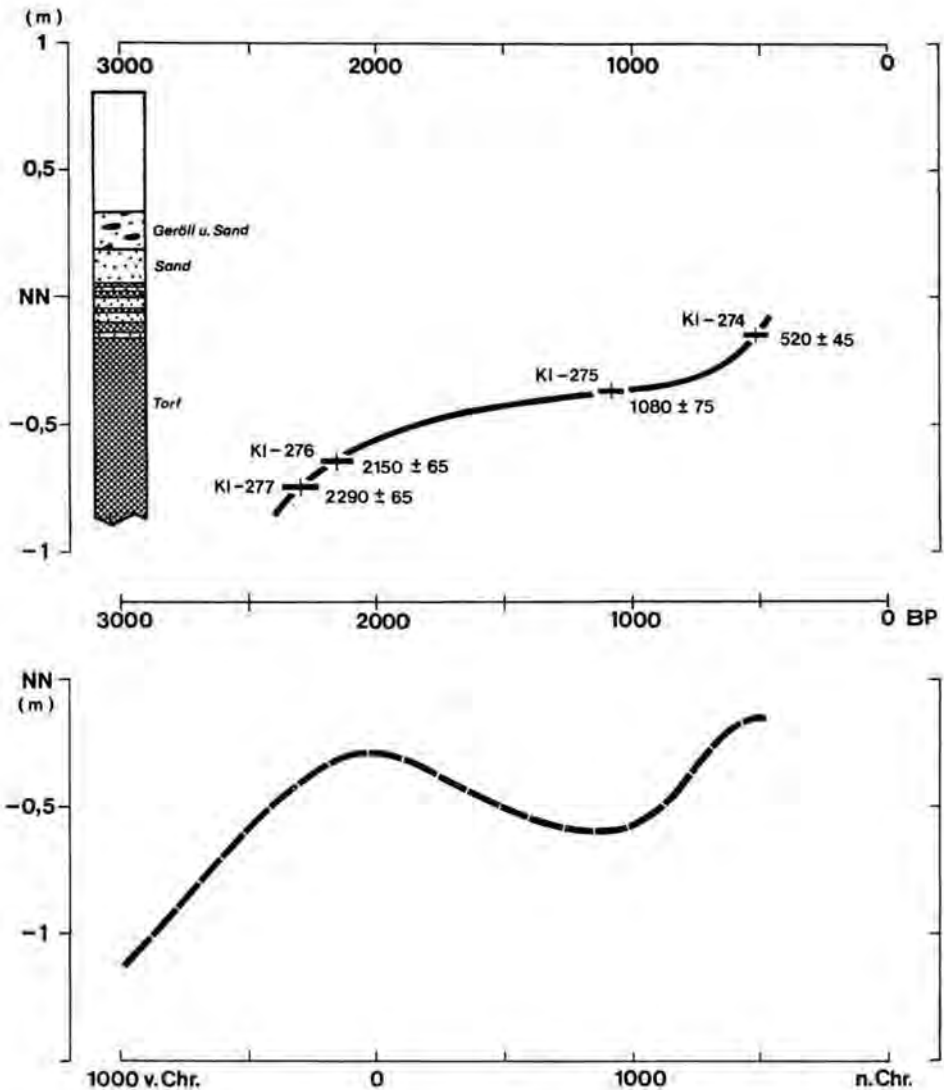 (m)
1
3000 2000 1000 0
0,5
Geröll u. Sand
Sand
NN
KI-274
520 ± 45
KI-275
1080 ± 75
Torf
-0,5
KI-276
2150 ± 65
KI-277
2290 ± 65
-1
3000 2000 1000 0 BP
NN
(m)
-0,5
-1
1000 v.Chr. 0 1000 n.Chr.